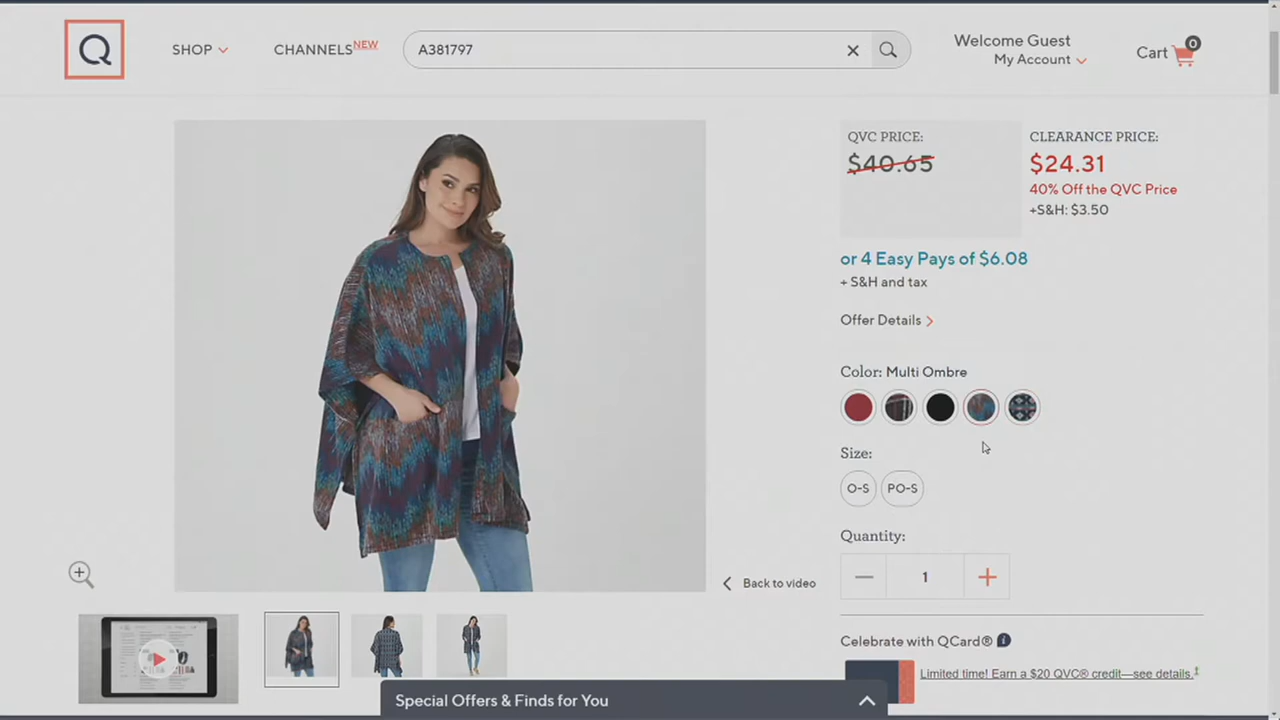 Q
SHOP
CHANNELS NEW
A381797
Welcome Guest
My Account
Cart
0
QVC PRICE:
$40.65
CLEARANCE PRICE:
$24.31
40% Off the QVC Price
+S&H: $3.50
or 4 Easy Pays of $6.08
+ S&H and tax
Offer Details
Color: Multi Ombre
Size:
O-S
PO-S
Quantity:
1
Back to video
Celebrate with QCard®
Limited time! Earn a $20 QVC® credit—see details.‡
Special Offers & Finds for You